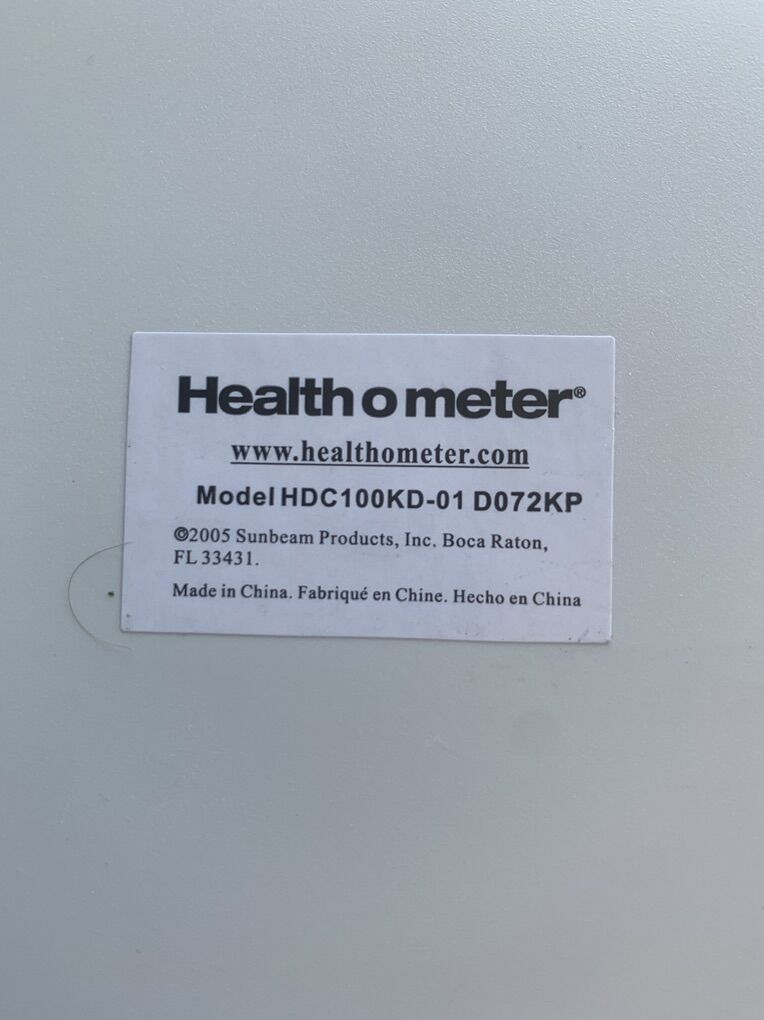 Health o meter®
www.healthometer.com
Model HDC100KD-01 D072KP
©2005 Sunbeam Products, Inc. Boca Raton,
FL 33431.
Made in China. Fabriqué en Chine. Hecho en China